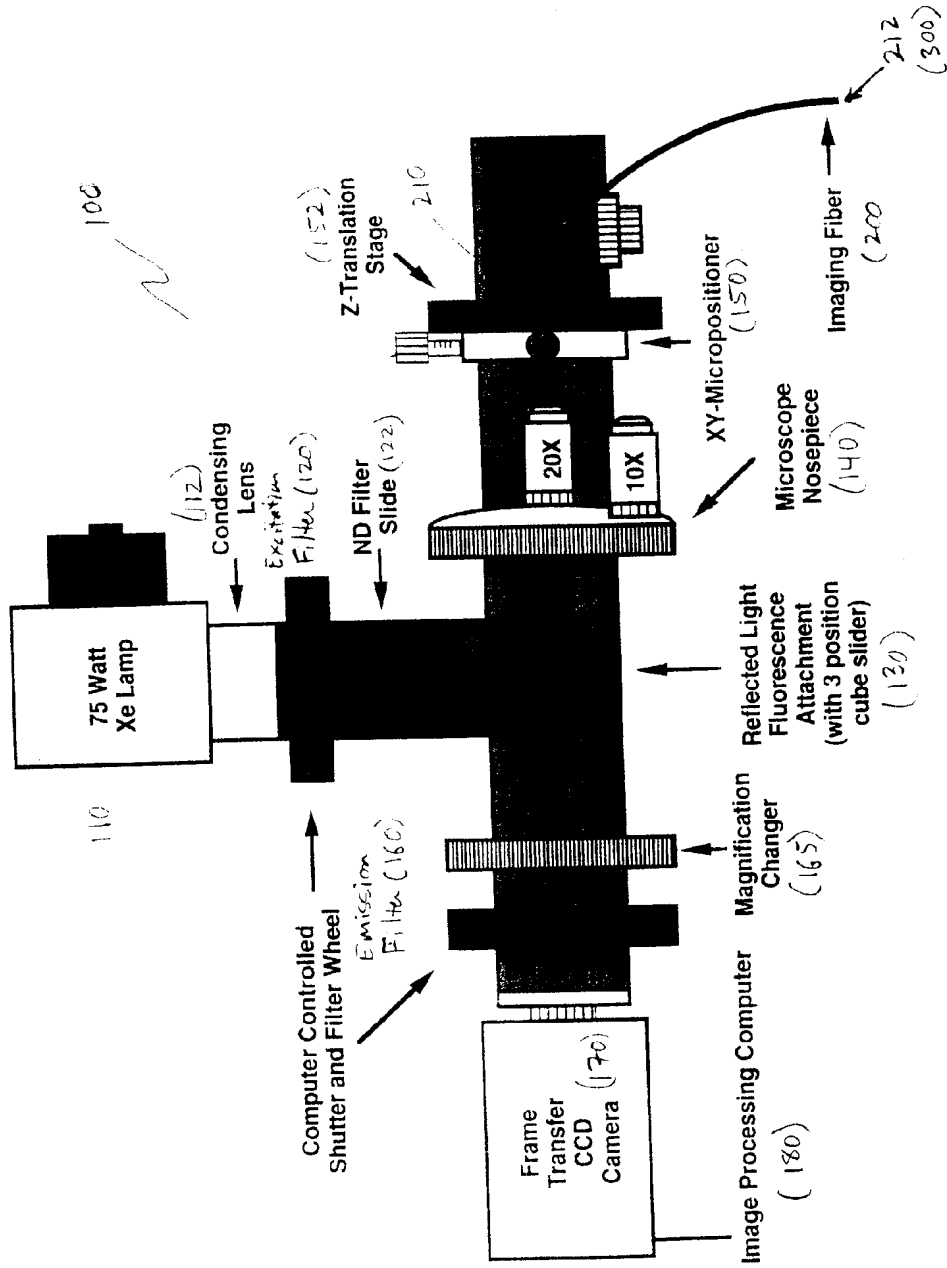 100
110
75 Watt
Xe Lamp
(112)
Condensing
Lens
Excitation
Filter (120)
ND Filter
Slide (122)
(152)
Z-Translation
Stage
210
Computer Controlled
Shutter and Filter Wheel
Emission
Filter (160)
20X
10X
Frame
Transfer
CCD
Camera (170)
Image Processing Computer
(180)
Magnification
Changer
(165)
Reflected Light
Fluorescence
Attachment
(with 3 position
cube slider)
(130)
Microscope
Nosepiece
(140)
XY-Micropositioner
(150)
Imaging Fiber
(200)
212
(300)